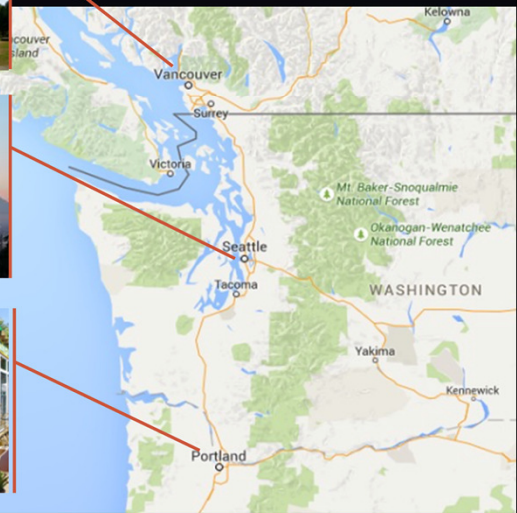 Kelowna
couver
sland
Vancouver
Surrey
Victoria
Mt. Baker-Snoqualmie
National Forest
Okanogan-Wenatchee
National Forest
Seattle
Tacoma
WASHINGTON
Yakima
Kennewick
Portland